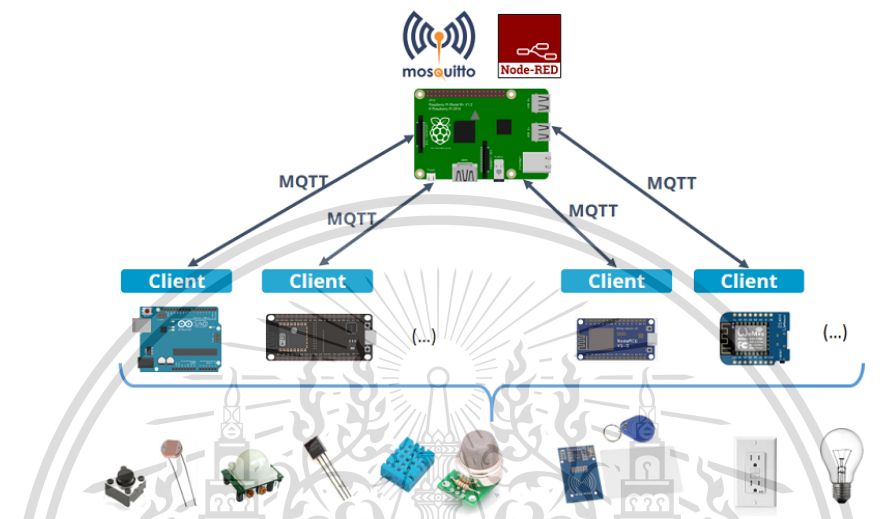 mosquitto
Node-RED
MQTT
MQTT
MQTT
MQTT
Client
Client
Client
Client
(...)
(...)